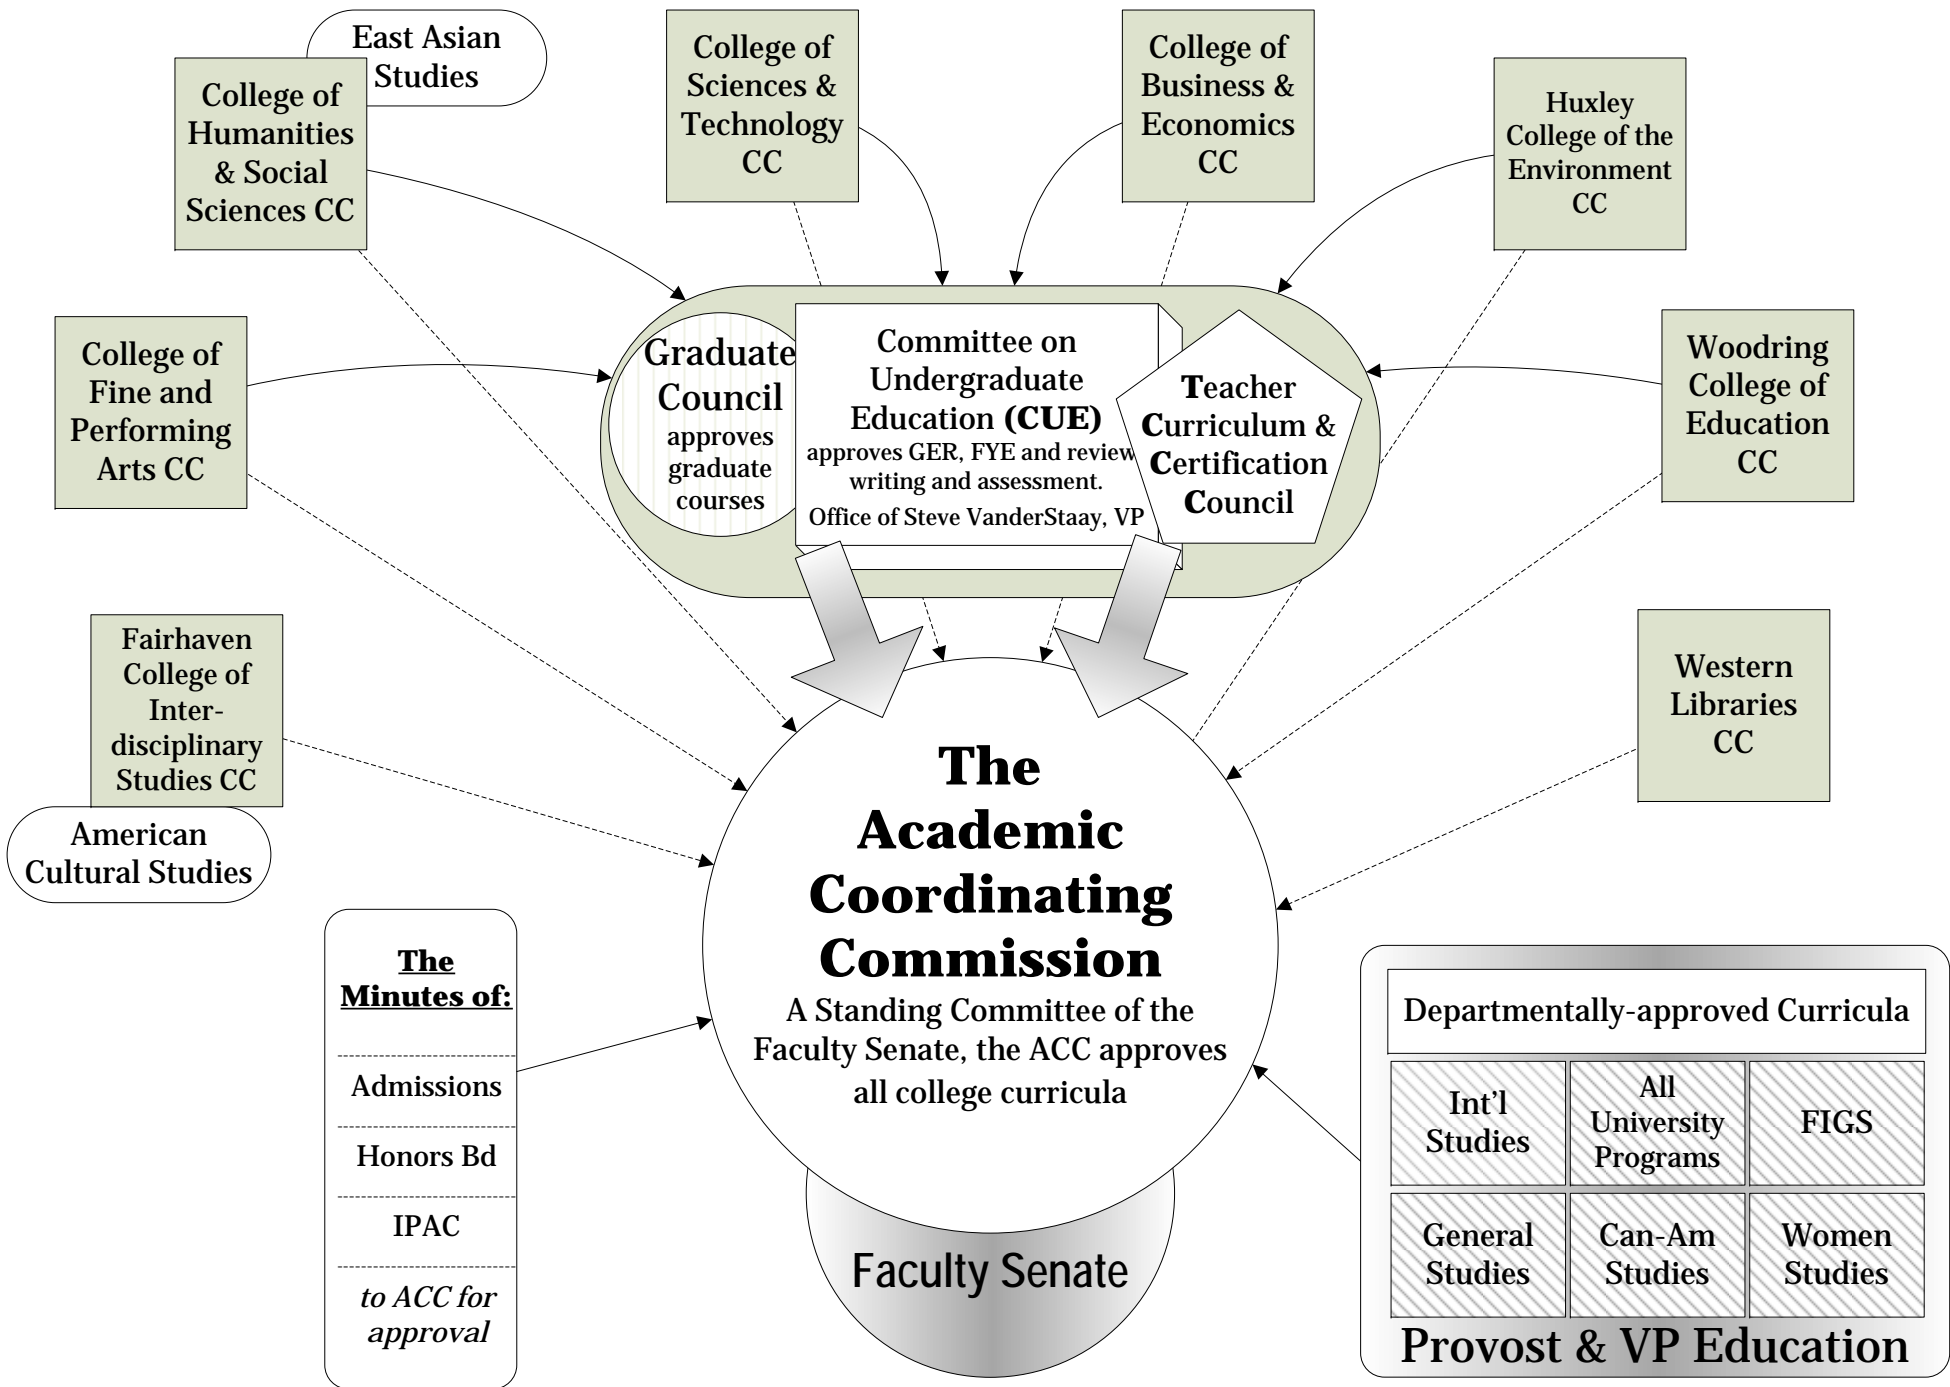 East Asian
Studies
College of
Humanities
& Social
Sciences CC
College of
Sciences &
Technology
CC
College of
Business &
Economics
CC
Huxley
College of the
Environment
CC
College of
Fine and
Performing
Arts CC
Graduate
Council
approves
graduate
courses
Committee on
Undergraduate
Education (CUE)
approves GER, FYE and review
writing and assessment.
Office of Steve VanderStaay, VP
Teacher
Curriculum &
Certification
Council
Woodring
College of
Education
CC
Fairhaven
College of
Inter-
disciplinary
Studies CC
American
Cultural Studies
Western
Libraries
CC
The
Academic
Coordinating
Commission
A Standing Committee of the
Faculty Senate, the ACC approves
all college curricula
Faculty Senate
The
Minutes of:
Admissions
Honors Bd
IPAC
to ACC for
approval
Departmentally-approved Curricula
Int'l
Studies
All
University
Programs
FIGS
General
Studies
Can-Am
Studies
Women
Studies
Provost & VP Education